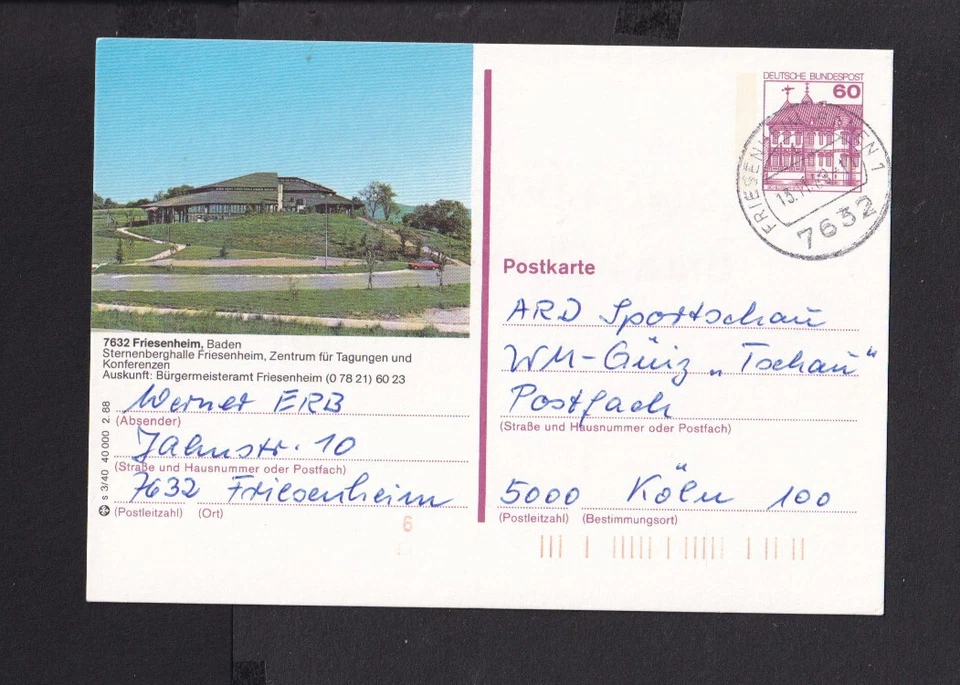 7632 Friesenheim, Baden
Sternenberghalle Friesenheim, Zentrum für Tagungen und
Konferenzen
Auskunft: Bürgermeisteramt Friesenheim (0 78 21) 60 23
Werner ERB
(Absender)
Jahnstr. 10
(Straße und Hausnummer oder Postfach)
7632 Friesenheim
(Postleitzahl) (Ort)
s 3/40 40 000 2.88
6
DEUTSCHE BUNDESPOST
60
7632
Postkarte
ARD Sportschau
WM-Quiz „Tschau“
Postfach
(Straße und Hausnummer oder Postfach)
5000 Köln 100
(Postleitzahl) (Bestimmungsort)